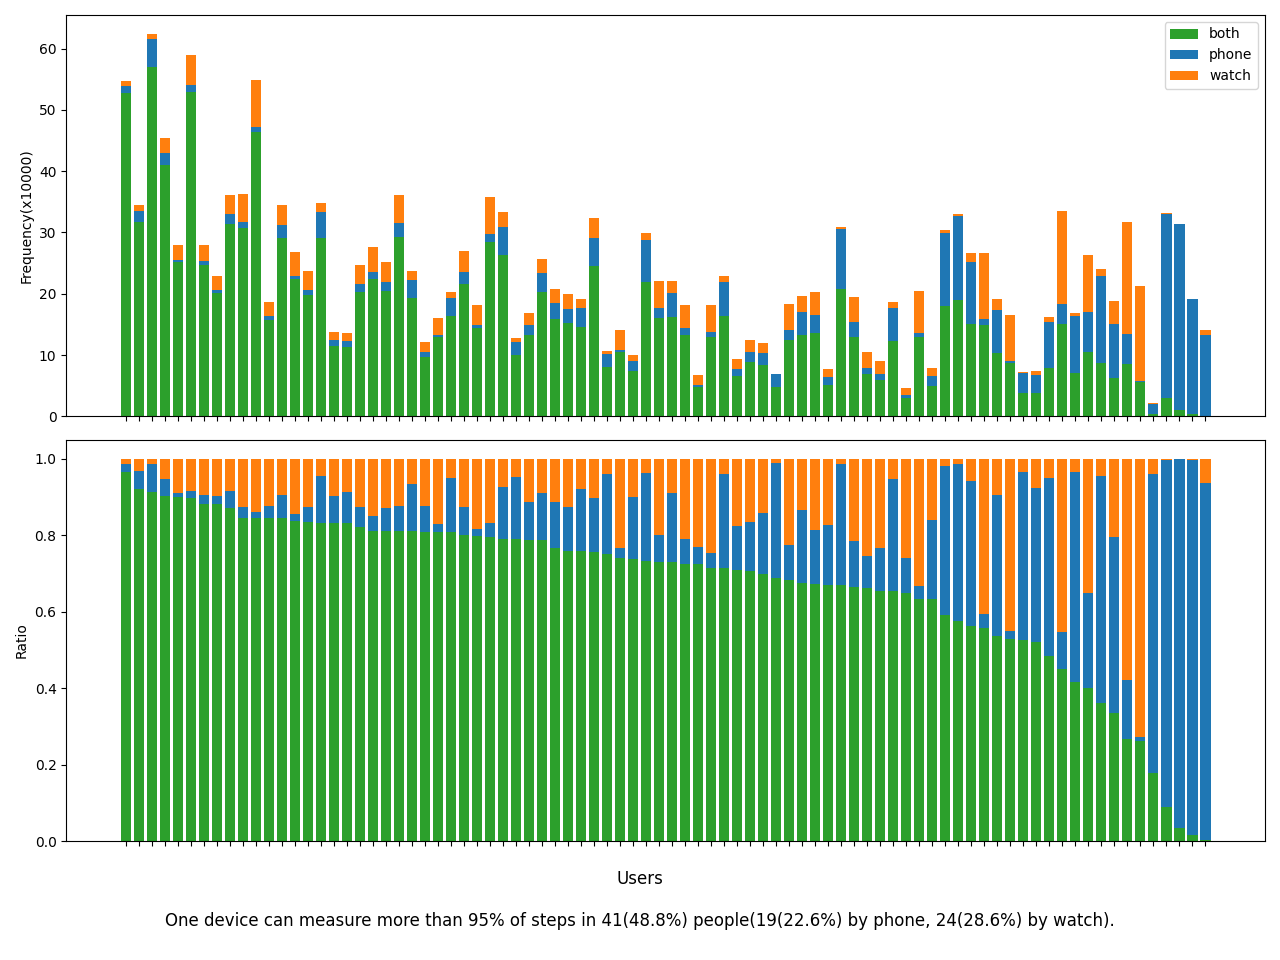 both
phone
watch
Frequency(x10000)
60
50
40
30
20
10
0
Ratio
1.0
0.8
0.6
0.4
0.2
0.0
Users
One device can measure more than 95% of steps in 41(48.8%) people(19(22.6%) by phone, 24(28.6%) by watch).